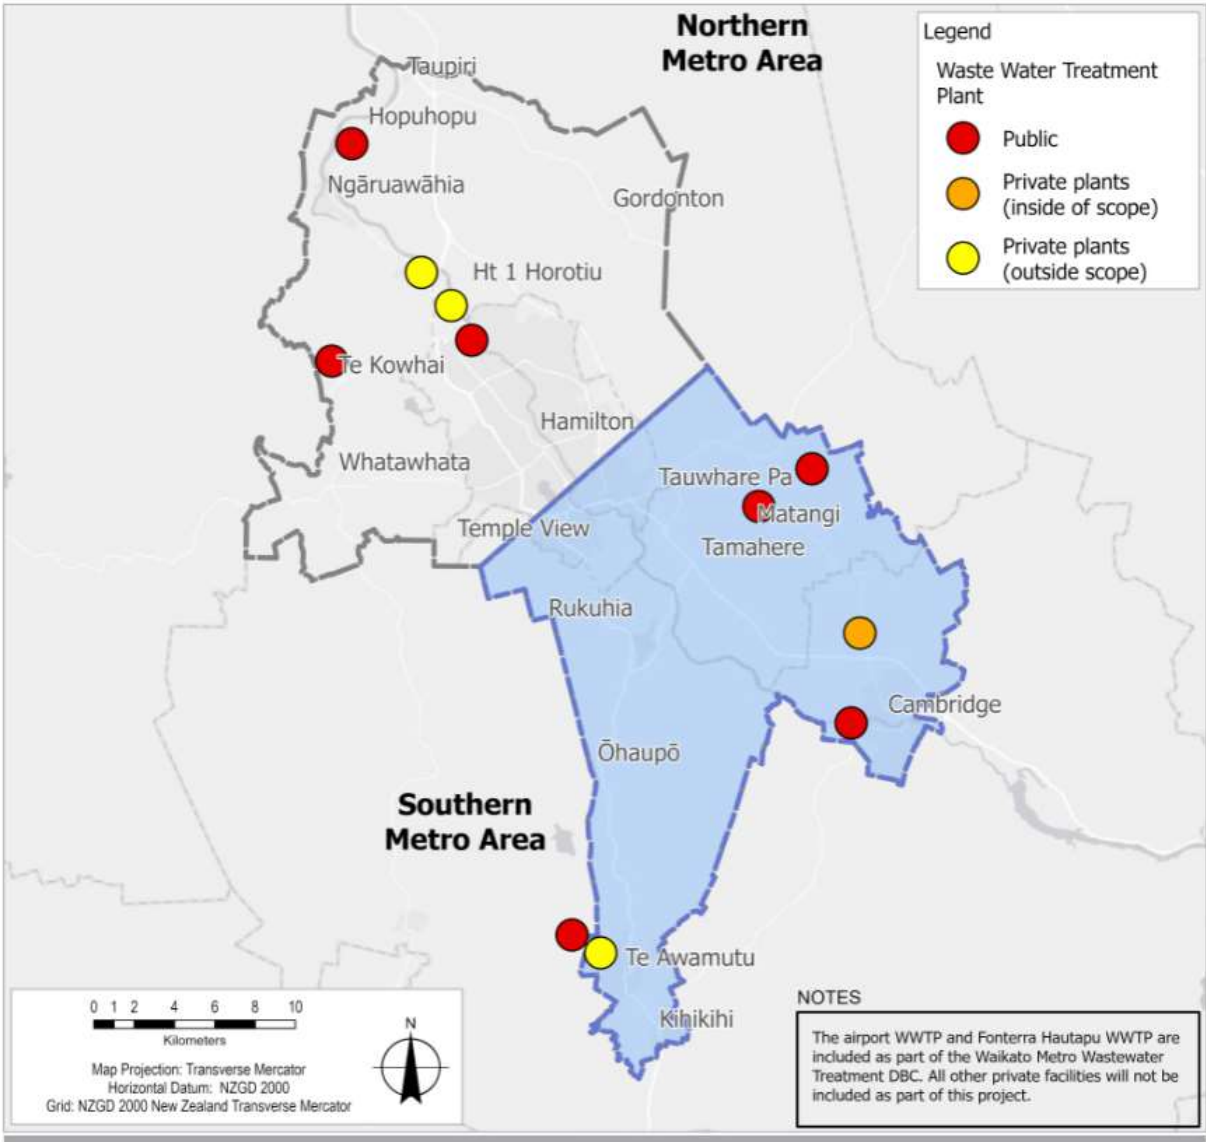 Northern
Metro Area
Legend
Waste Water Treatment
Plant
Public
Private plants
(inside of scope)
Private plants
(outside scope)
Taupiri
Hopuhopu
Ngāruawāhia
Gordonton
Ht 1 Horotiu
Te Kowhai
Hamilton
Whatawhata
Tauwhare Pa
Matangi
Temple View
Tamahere
Rukuhia
Cambridge
Ōhaupō
Southern
Metro Area
Te Awamutu
Kihikihi
0 1 2 4 6 8 10
Kilometers
Map Projection: Transverse Mercator
Horizontal Datum: NZGD 2000
Grid: NZGD 2000 New Zealand Transverse Mercator
N
NOTES
The airport WWTP and Fonterra Hautapu WWTP are
included as part of the Waikato Metro Wastewater
Treatment DBC. All other private facilities will not be
included as part of this project.